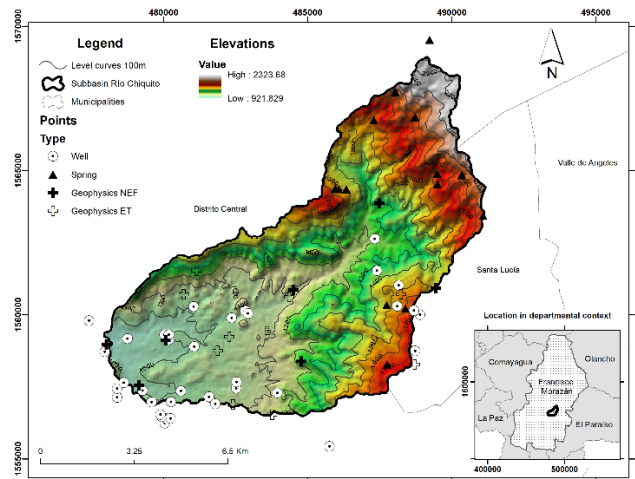 480000 485000 490000 495000
1570000
1565000
1560000
1555000
Legend
Level curves 100m
Subbasin Río Chiquito
Municipalities
Points
Type
Well
Spring
Geophysics NEF
Geophysics ET
Elevations
Value
High : 2323.68
Low : 921.829
N
Valle de Angeles
Distrito Central
Santa Lucía
Location in departmental context
Comayagua
Olancho
Francisco
Morazán
La Paz
El Paraíso
400000 500000
0 3.25 6.5 Km